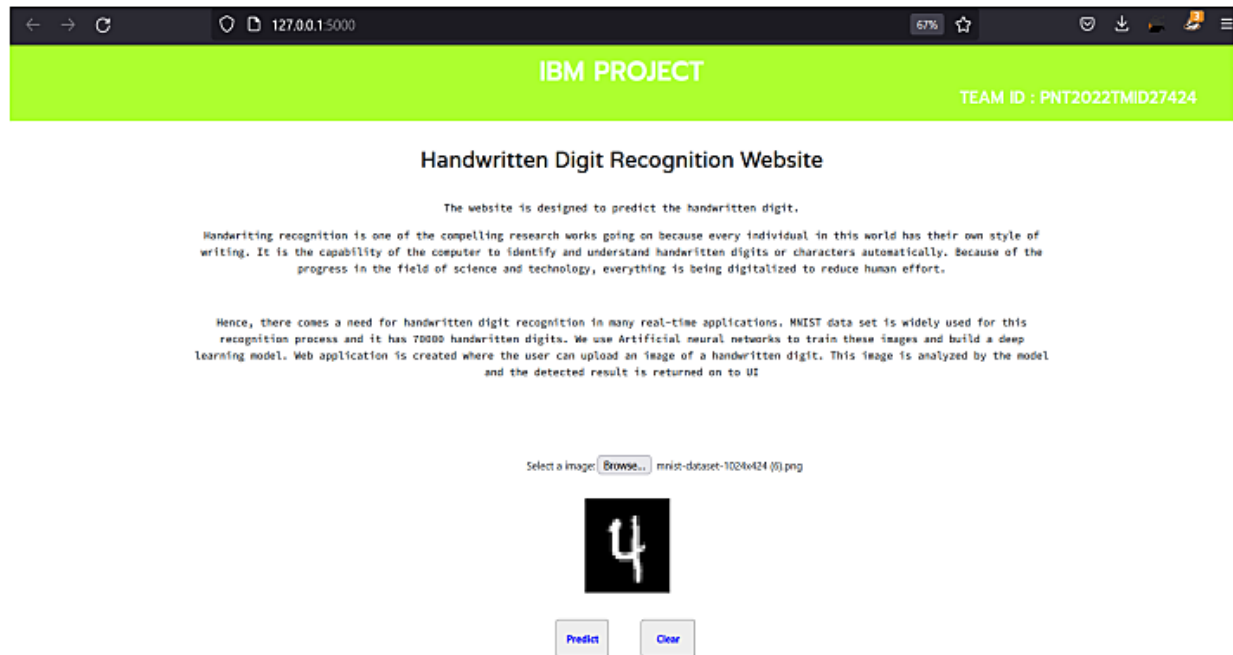 127.0.0.1:5000
67%
3
IBM PROJECT
TEAM ID : PNT2022TMID27424
Handwritten Digit Recognition Website
The website is designed to predict the handwritten digit.
Handwriting recognition is one of the compelling research works going on because every individual in this world has their own style of
writing. It is the capability of the computer to identify and understand handwritten digits or characters automatically. Because of the
progress in the field of science and technology, everything is being digitalized to reduce human effort.
Hence, there comes a need for handwritten digit recognition in many real-time applications. MNIST data set is widely used for this
recognition process and it has 70000 handwritten digits. We use Artificial neural networks to train these images and build a deep
learning model. Web application is created where the user can upload an image of a handwritten digit. This image is analyzed by the model
and the detected result is returned on to UI
Select a image: Browse... mnist-dataset-1024x424 (6).png
4
Predict Clear